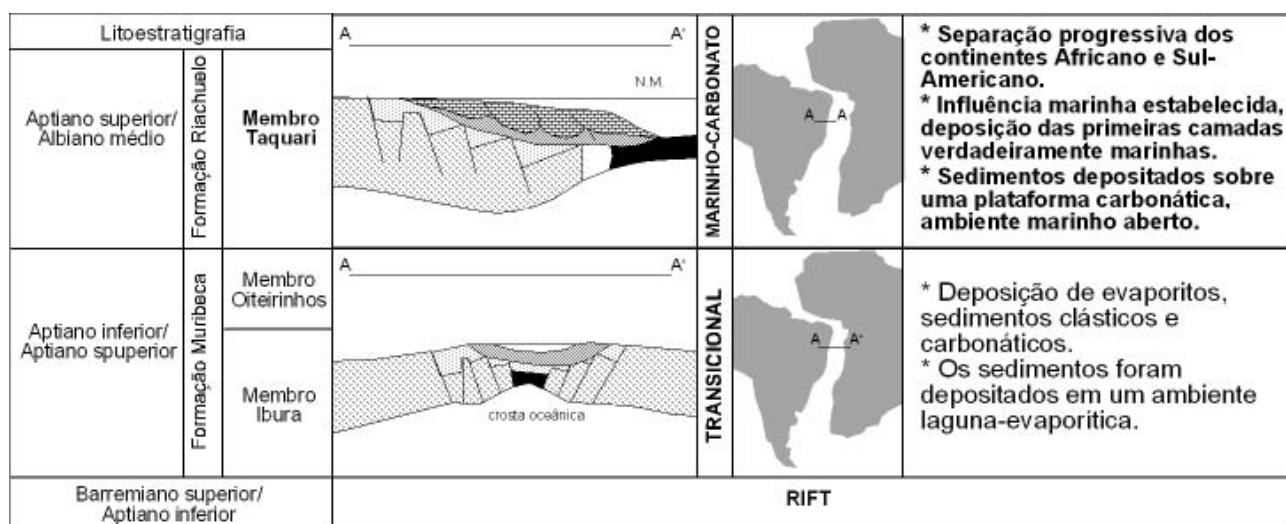 Litoestratigrafia
A A'
N.M.
Aptiano superior/
Albiano médio
Formação Riachuelo
Membro
Taquari
MARINHO-CARBONATO
A A'
* Separação progressiva dos
continentes Africano e Sul-
Americano.
* Influência marinha estabelecida,
deposição das primeiras camadas
verdadeiramente marinhas.
* Sedimentos depositados sobre
uma plataforma carbonática,
ambiente marinho aberto.
Aptiano inferior/
Aptiano spuperior
Formação Muribeca
Membro
Oiteirinhos
Membro
Ibura
A A'
crosta oceânica
TRANSICIONAL
A A'
* Deposição de evaporitos,
sedimentos clásticos e
carbonáticos.
* Os sedimentos foram
depositados em um ambiente
laguna-evaporítica.
Barremiano superior/
Aptiano inferior
RIFT